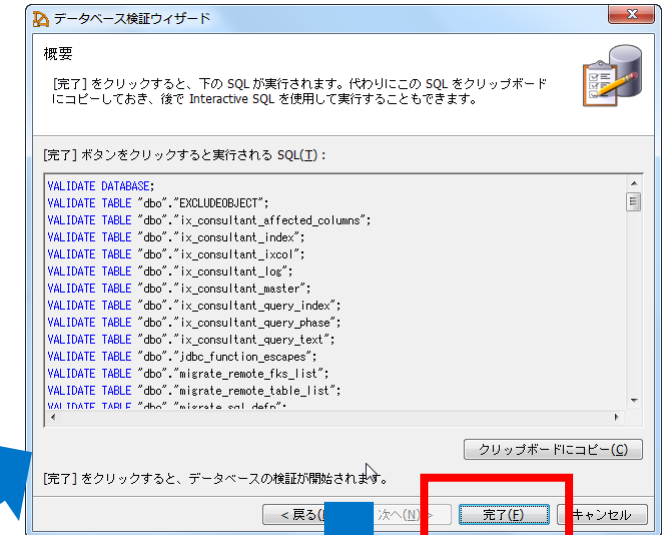 データベース検証ウィザード
概要
[完了] をクリックすると、下の SQL が実行されます。代わりにこの SQL をクリップボード
にコピーしておき、後で Interactive SQL を使用して実行することもできます。
[完了] ボタンをクリックすると実行される SQL(T) :
VALIDATE DATABASE;
VALIDATE TABLE "dbo"."EXCLUDEOBJECT";
VALIDATE TABLE "dbo"."ix_consultant_affected_columns";
VALIDATE TABLE "dbo"."ix_consultant_index";
VALIDATE TABLE "dbo"."ix_consultant_ixcol";
VALIDATE TABLE "dbo"."ix_consultant_log";
VALIDATE TABLE "dbo"."ix_consultant_master";
VALIDATE TABLE "dbo"."ix_consultant_query_index";
VALIDATE TABLE "dbo"."ix_consultant_query_phase";
VALIDATE TABLE "dbo"."ix_consultant_query_text";
VALIDATE TABLE "dbo"."jdbc_function_escapes";
VALIDATE TABLE "dbo"."migrate_remote_fks_list";
VALIDATE TABLE "dbo"."migrate_remote_table_list";
VALIDATE TABLE "dbo"."migrate_sql_defn";
クリップボードにコピー(C)
[完了] をクリックすると、データベースの検証が開始されます。
< 戻る( 次へ(N) > 完了(F) キャンセル